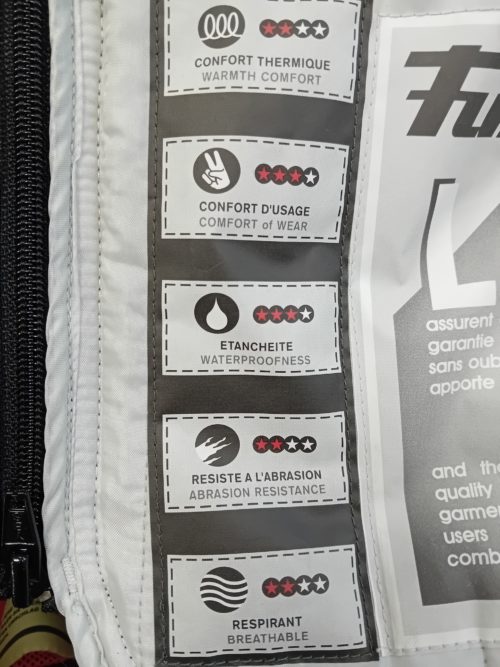 CONFORT THERMIQUE
WARMTH COMFORT
CONFORT D'USAGE
COMFORT of WEAR
ETANCHEITE
WATERPROOFNESS
RESISTE A L'ABRASION
ABRASION RESISTANCE
RESPIRANT
BREATHABLE
assurent
garantie
sans oub
apporte
and the
quality
garmen
users
comb